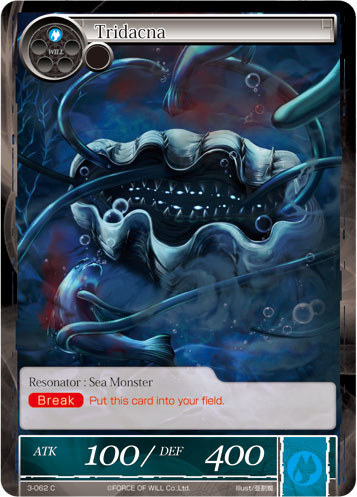 Tridacna
WILL
Resonator : Sea Monster
Break Put this card into your field.
ATK 100/ DEF 400
3-062 C ©FORCE OF WILL Co.,Ltd.